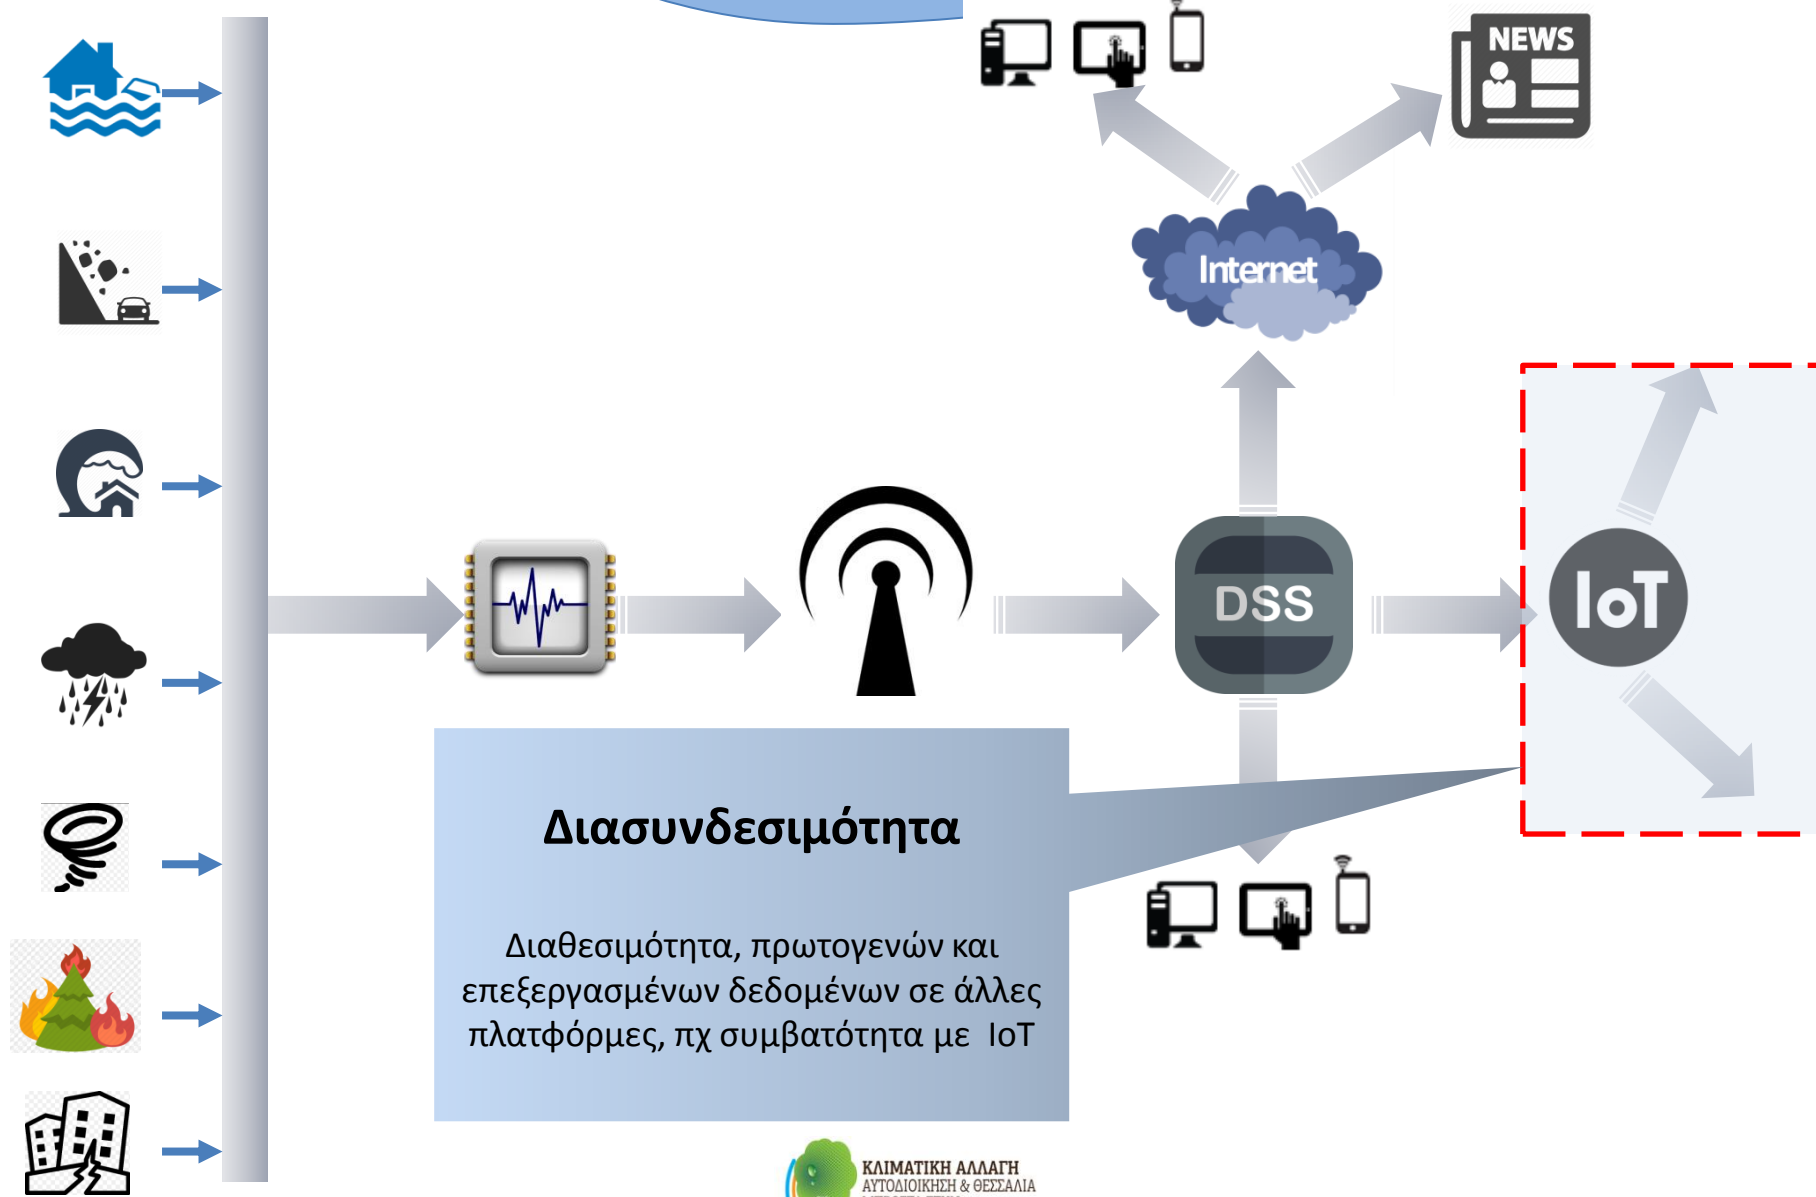 NEWS
Internet
DSS
IoT
Διασυνδεσιμότητα
Διαθεσιμότητα, πρωτογενών και
επεξεργασμένων δεδομένων σε άλλες
πλατφόρμες, πχ συμβατότητα με IoT
ΚΛΙΜΑΤΙΚΗ ΑΛΛΑΓΗ
ΑΥΤΟΔΙΟΙΚΗΣΗ & ΘΕΣΣΑΛΙΑ